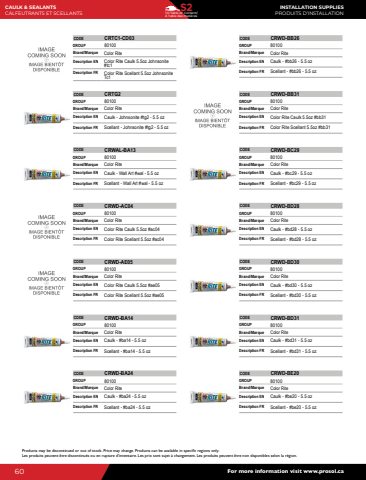 CAULK & SEALANTS
CALFEUTRANTS ET SCELLANTS
S2
INSTALLATION SUPPLIES
PRODUITS D'INSTALLATION
IMAGE
COMING SOON
IMAGE BIENTÔT
DISPONIBLE
CODE CRTC1-CD03
GROUP 80100
Brand/Marque Color Rite
Description EN Color Rite Caulk 5.5oz Johnsonite #tc1
Description FR Color Rite Scellant 5.5oz Johnsonite Tc1
CODE CRTG2
GROUP 80100
Brand/Marque Color Rite
Description EN Caulk - Johnsonite #tg2 - 5.5 oz
Description FR Scellant - Johnsonite #tg2 - 5.5 oz
CODE CRWAL-BA13
GROUP 80100
Brand/Marque Color Rite
Description EN Caulk - Wall Art #wal - 5.5 oz
Description FR Scellant - Wall Art #wal - 5.5 oz
IMAGE
COMING SOON
IMAGE BIENTÔT
DISPONIBLE
CODE CRWD-AC04
GROUP 80100
Brand/Marque Color Rite
Description EN Color Rite Caulk 5.5oz #ac04
Description FR Color Rite Scellant 5.5oz #ac04
IMAGE
COMING SOON
IMAGE BIENTÔT
DISPONIBLE
CODE CRWD-AE05
GROUP 80100
Brand/Marque Color Rite
Description EN Color Rite Caulk 5.5oz #ae05
Description FR Color Rite Scellant 5.5oz #ae05
CODE CRWD-BA14
GROUP 80100
Brand/Marque Color Rite
Description EN Caulk - #ba14 - 5.5 oz
Description FR Scellant - #ba14 - 5.5 oz
CODE CRWD-BA24
GROUP 80100
Brand/Marque Color Rite
Description EN Caulk - #ba24 - 5.5 oz
Description FR Scellant - #ba24 - 5.5 oz
CODE CRWD-BB26
GROUP 80100
Brand/Marque Color Rite
Description EN Caulk - #bb26 - 5.5 oz
Description FR Scellant - #bb26 - 5.5 oz
IMAGE
COMING SOON
IMAGE BIENTÔT
DISPONIBLE
CODE CRWD-BB31
GROUP 80100
Brand/Marque Color Rite
Description EN Color Rite Caulk 5.5oz #bb31
Description FR Color Rite Scellant 5.5oz #bb31
CODE CRWD-BC29
GROUP 80100
Brand/Marque Color Rite
Description EN Caulk - #bc29 - 5.5 oz
Description FR Scellant - #bc29 - 5.5 oz
CODE CRWD-BD28
GROUP 80100
Brand/Marque Color Rite
Description EN Caulk - #bd28 - 5.5 oz
Description FR Scellant - #bd28 - 5.5 oz
CODE CRWD-BD30
GROUP 80100
Brand/Marque Color Rite
Description EN Caulk - #bd30 - 5.5 oz
Description FR Scellant - #bd30 - 5.5 oz
CODE CRWD-BD31
GROUP 80100
Brand/Marque Color Rite
Description EN Caulk - #bd31 - 5.5 oz
Description FR Scellant - #bd31 - 5.5 oz
CODE CRWD-BE20
GROUP 80100
Brand/Marque Color Rite
Description EN Caulk - #be20 - 5.5 oz
Description FR Scellant - #be20 - 5.5 oz
Products may be discontinued or out of stock. Price may change. Products can be available in specific regions only.
Les produits peuvent être discontinués ou en rupture d'inventaire. Les prix sont sujet à changement. Les produits peuvent être non disponibles selon la région.
60
For more information visit www.prosol.ca